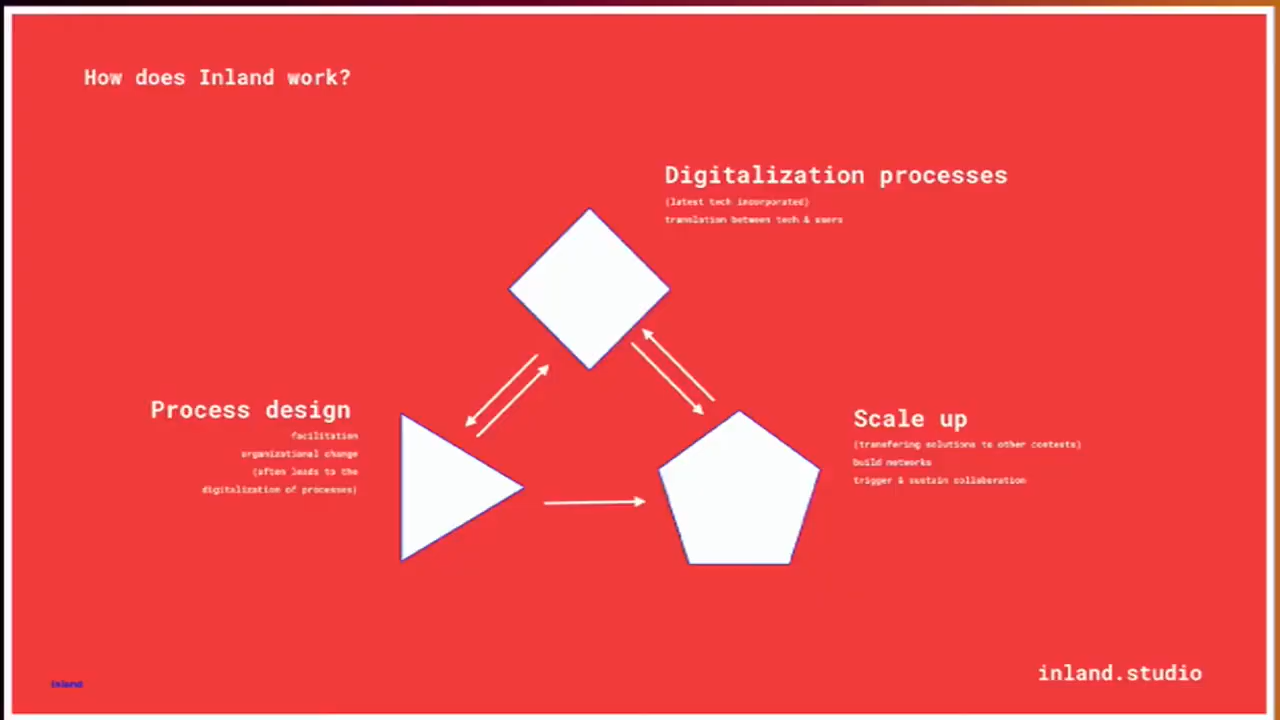 How does Inland work?
Digitalization processes
(latest tech incorporated)
translation between tech & users
Process design
facilitation
organizational change
(often leads to the
digitalization of processes)
Scale up
(transfering solutions to other contexts)
build networks
trigger & sustain collaboration
inland.studio
inland